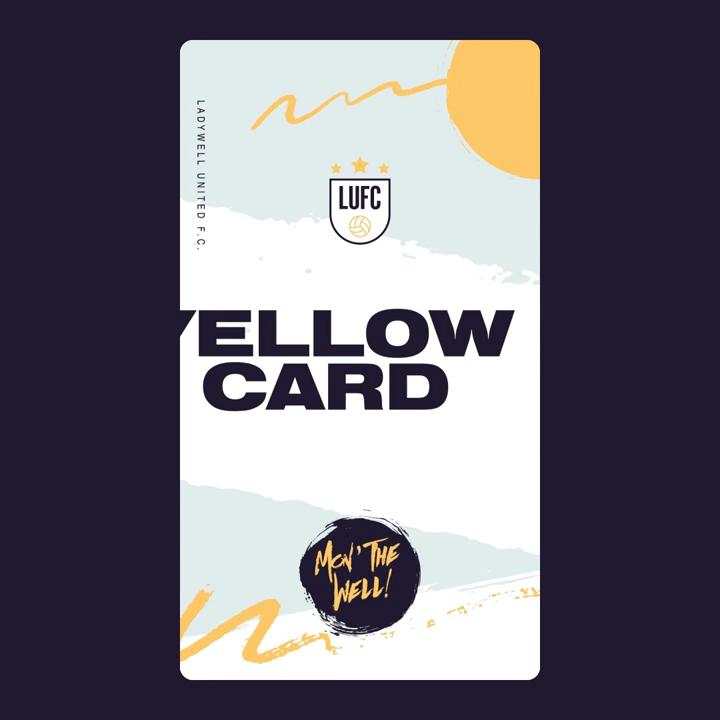 LADYWELL UNITED F.C.
LUFC
YELLOW
CARD
MON' THE
WELL!